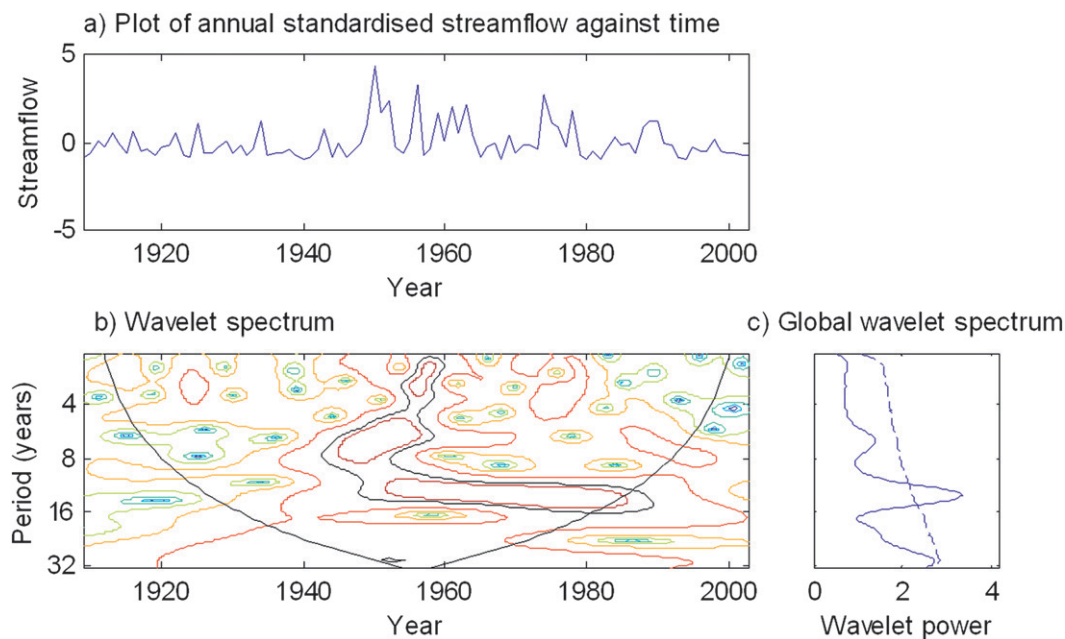 a) Plot of annual standardised streamflow against time
5
0
-5
Streamflow
1920 1940 1960 1980 2000
Year
b) Wavelet spectrum
c) Global wavelet spectrum
4
8
16
32
Period (years)
1920 1940 1960 1980 2000
Year
0 2 4
Wavelet power